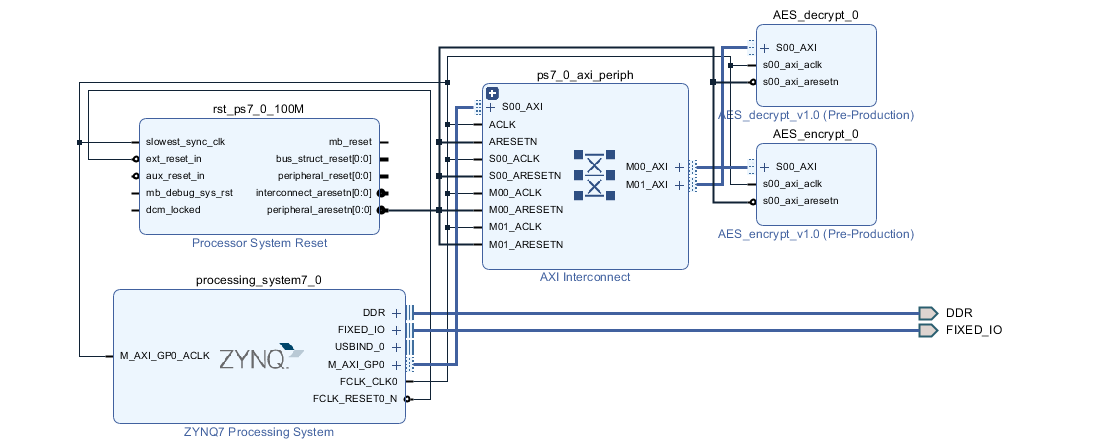 AES_decrypt_0
S00_AXI
s00_axi_aclk
s00_axi_aresetn
AES_decrypt_v1.0 (Pre-Production)
ps7_0_axi_periph
S00_AXI
ACLK
ARESETN
S00_ACLK
S00_ARESETN
M00_ACLK
M00_ARESETN
M01_ACLK
M01_ARESETN
M00_AXI
M01_AXI
AXI Interconnect
rst_ps7_0_100M
slowest_sync_clk
ext_reset_in
aux_reset_in
mb_debug_sys_rst
dcm_locked
mb_reset
bus_struct_reset[0:0]
peripheral_reset[0:0]
interconnect_aresetn[0:0]
peripheral_aresetn[0:0]
Processor System Reset
AES_encrypt_0
S00_AXI
s00_axi_aclk
s00_axi_aresetn
AES_encrypt_v1.0 (Pre-Production)
processing_system7_0
M_AXI_GP0_ACLK
ZYNQ
DDR
FIXED_IO
USBIND_0
M_AXI_GP0
FCLK_CLK0
FCLK_RESET0_N
ZYNQ7 Processing System
DDR
FIXED_IO